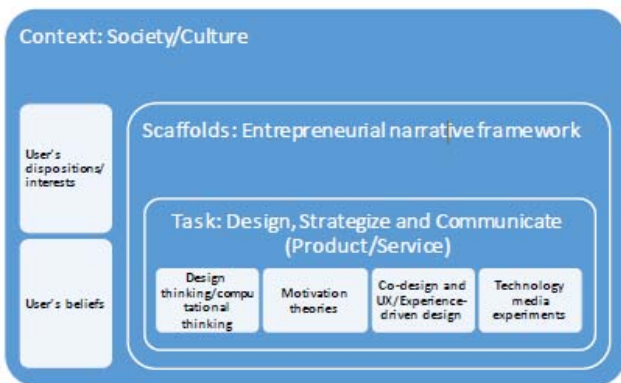 Context: Society/Culture
User's
dispositions/
interests
User's beliefs
Scaffolds: Entrepreneurial narrative framework
Task: Design, Strategize and Communicate
(Product/Service)
Design
thinking/compu
tational
thinking
Motivation
theories
Co-design and
UX/Experience-
driven design
Technology
media
experiments